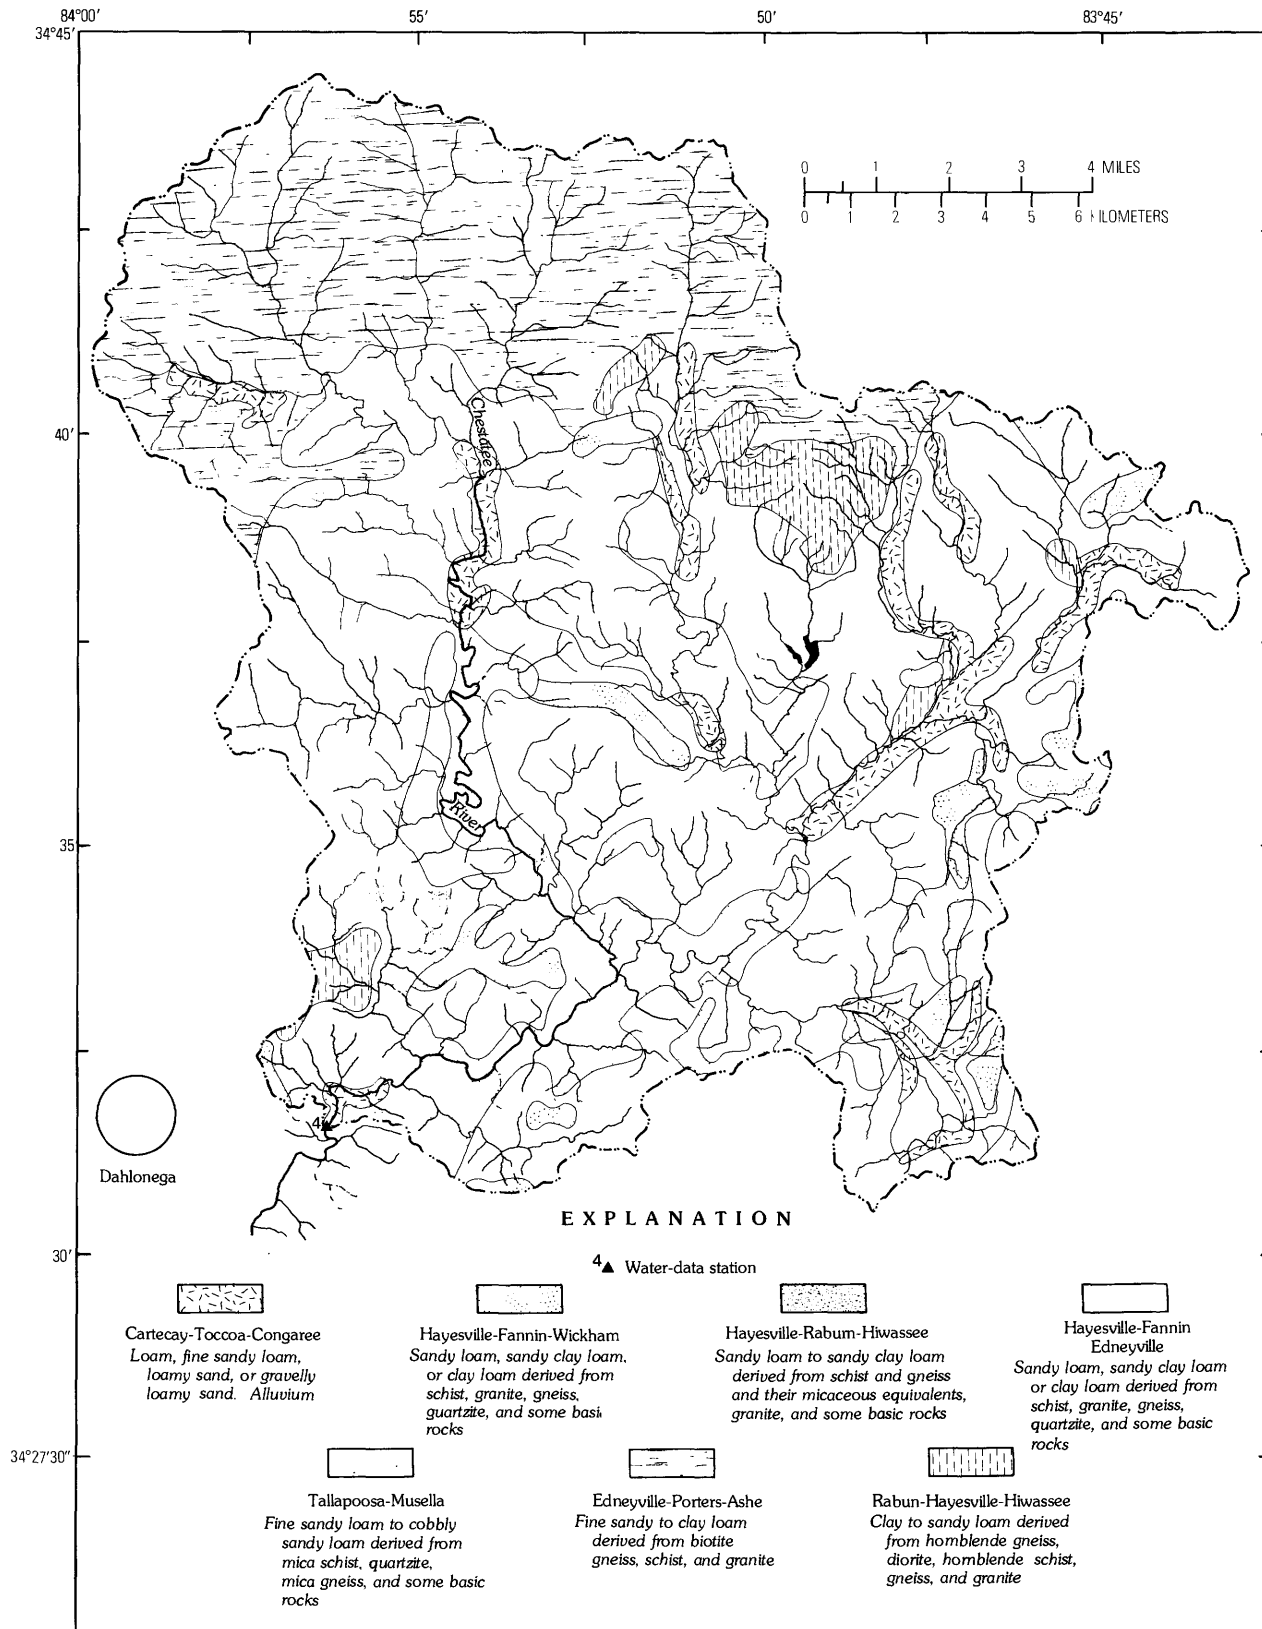 84°00′ 55′ 50′ 83°45′
34°45′
0 1 2 3 4 MILES
0 1 2 3 4 5 6 KILOMETERS
Chestatee
40′
River
35′
4
Dahlonega
EXPLANATION
30′
4 Water-data station
Cartecay-Toccoa-Congaree
Loam, fine sandy loam,
loamy sand, or gravelly
loamy sand. Alluvium
Hayesville-Fannin-Wickham
Sandy loam, sandy clay loam,
or clay loam derived from
schist, granite, gneiss,
quartzite, and some basic
rocks
Hayesville-Rabum-Hiwassee
Sandy loam to sandy clay loam
derived from schist and gneiss
and their micaceous equivalents,
granite, and some basic rocks
Hayesville-Fannin
Edneyville
Sandy loam, sandy clay loam
or clay loam derived from
schist, granite, gneiss,
quartzite, and some basic
rocks
34°27′30″
Tallapoosa-Musella
Fine sandy loam to cobbly
sandy loam derived from
mica schist, quartzite,
mica gneiss, and some basic
rocks
Edneyville-Porters-Ashe
Fine sandy to clay loam
derived from biotite
gneiss, schist, and granite
Rabun-Hayesville-Hiwassee
Clay to sandy loam derived
from homblende gneiss,
diorite, homblende schist,
gneiss, and granite